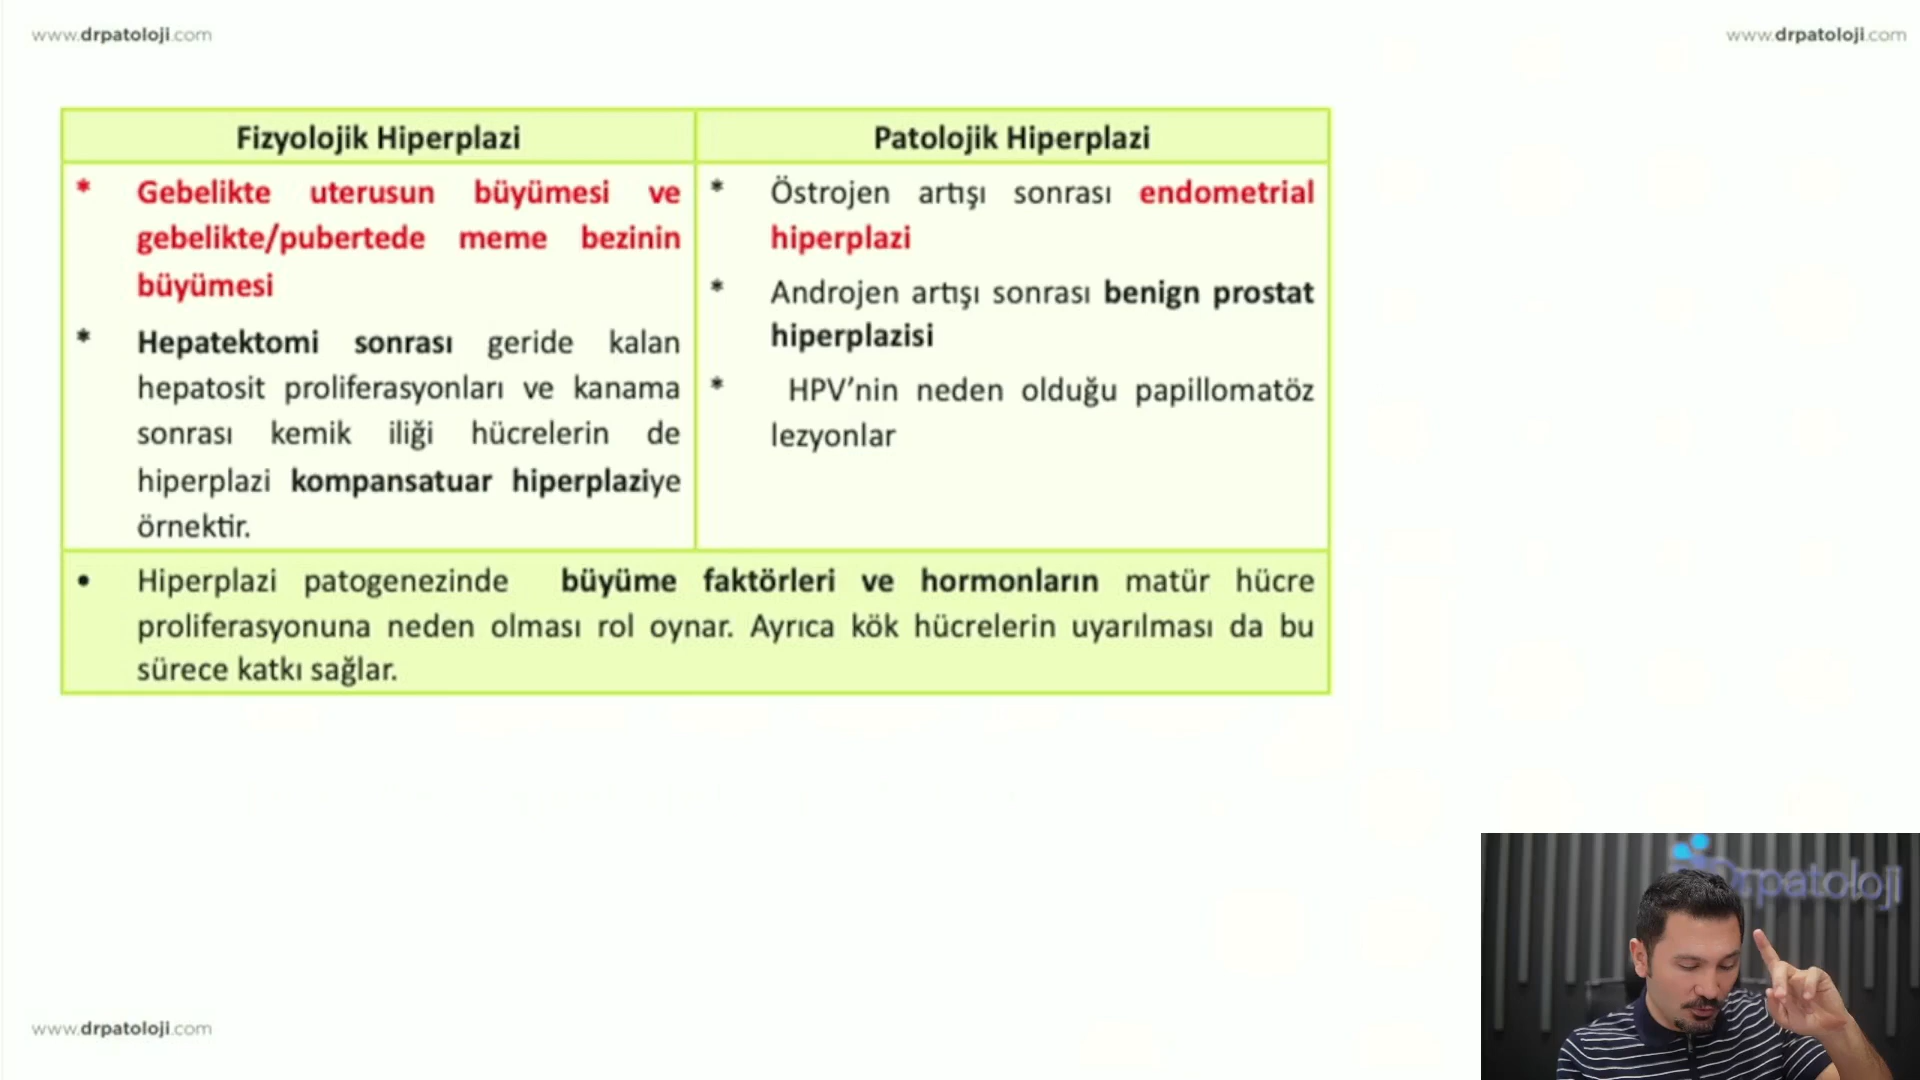 www.drpatoloji.com
www.drpatoloji.com
Fizyolojik Hiperplazi
* Gebelikte uterusun büyümesi ve
gebelikte/pubertede meme bezinin
büyümesi
* Hepatektomi sonrası geride kalan
hepatosit proliferasyonları ve kanama
sonrası kemik iliği hücrelerin de
hiperplazi kompansatuar hiperplaziye
örnektir.
Patolojik Hiperplazi
* Östrojen artışı sonrası endometrial
hiperplazi
* Androjen artışı sonrası benign prostat
hiperplazisi
* HPV’nin neden olduğu papillomatöz
lezyonlar
• Hiperplazi patogenezinde büyüme faktörleri ve hormonların matür hücre
proliferasyonuna neden olması rol oynar. Ayrıca kök hücrelerin uyarılması da bu
sürece katkı sağlar.
Drpatoloji
www.drpatoloji.com